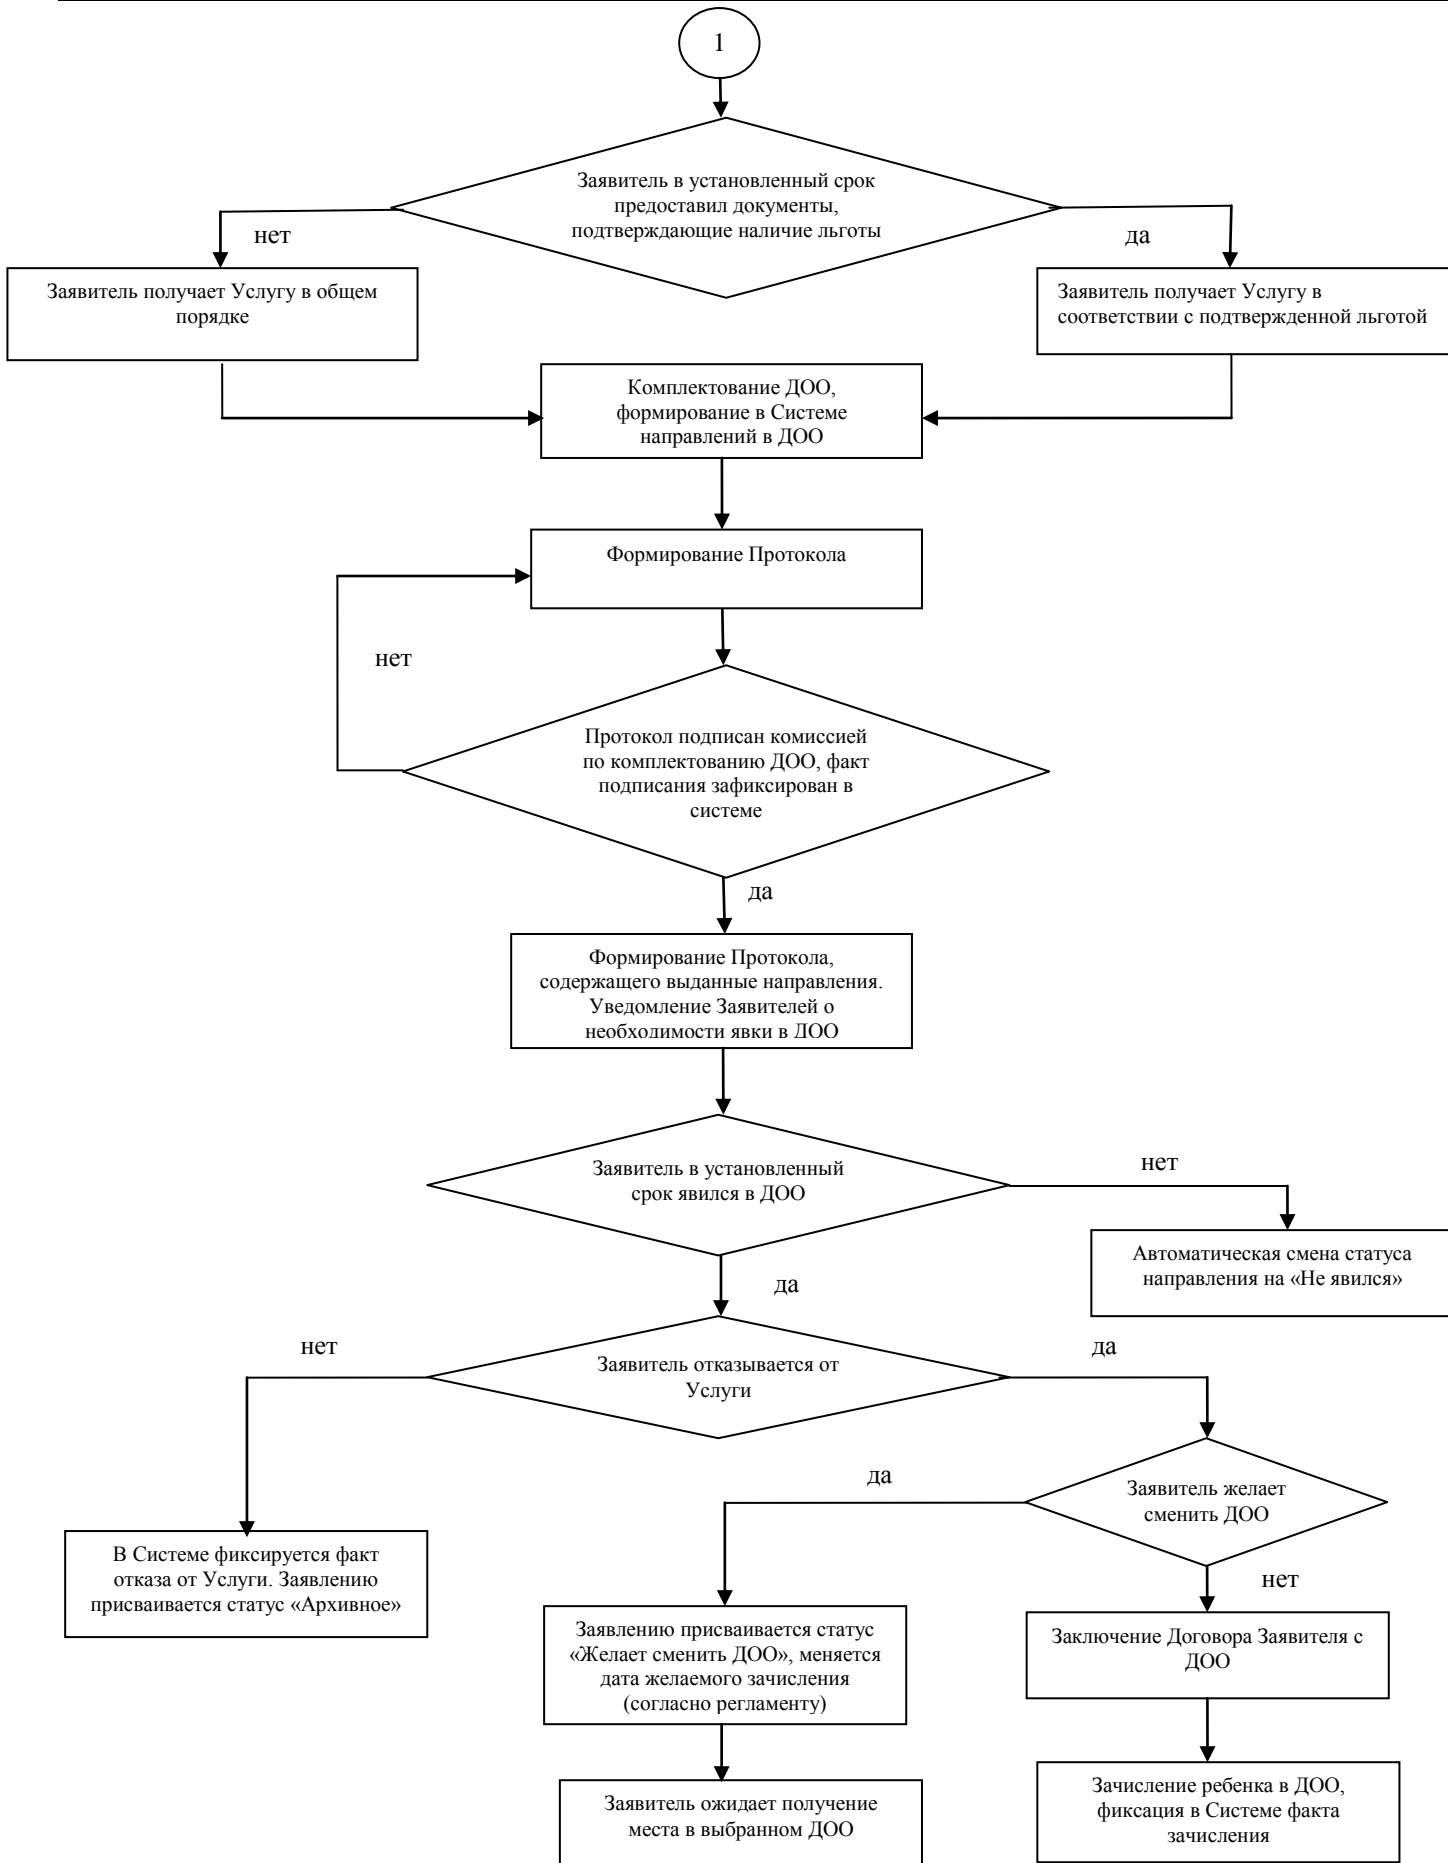 1
Заявитель в установленный срок
предоставил документы,
подтверждающие наличие льготы
нет
да
Заявитель получает Услугу в общем
порядке
Заявитель получает Услугу в
соответствии с подтвержденной льготой
Комплектование ДОО,
формирование в Системе
направлений в ДОО
Формирование Протокола
нет
Протокол подписан комиссией
по комплектованию ДОО, факт
подписания зафиксирован в
системе
да
Формирование Протокола,
содержащего выданные направления.
Уведомление Заявителей о
необходимости явки в ДОО
Заявитель в установленный
срок явился в ДОО
нет
Автоматическая смена статуса
направления на «Не явился»
да
нет
Заявитель отказывается от
Услуги
да
да
Заявитель желает
сменить ДОО
В Системе фиксируется факт
отказа от Услуги. Заявлению
присваивается статус «Архивное»
нет
Заявлению присваивается статус
«Желает сменить ДОО», меняется
дата желаемого зачисления
(согласно регламенту)
Заключение Договора Заявителя с
ДОО
Заявитель ожидает получение
места в выбранном ДОО
Зачисление ребенка в ДОО,
фиксация в Системе факта
зачисления